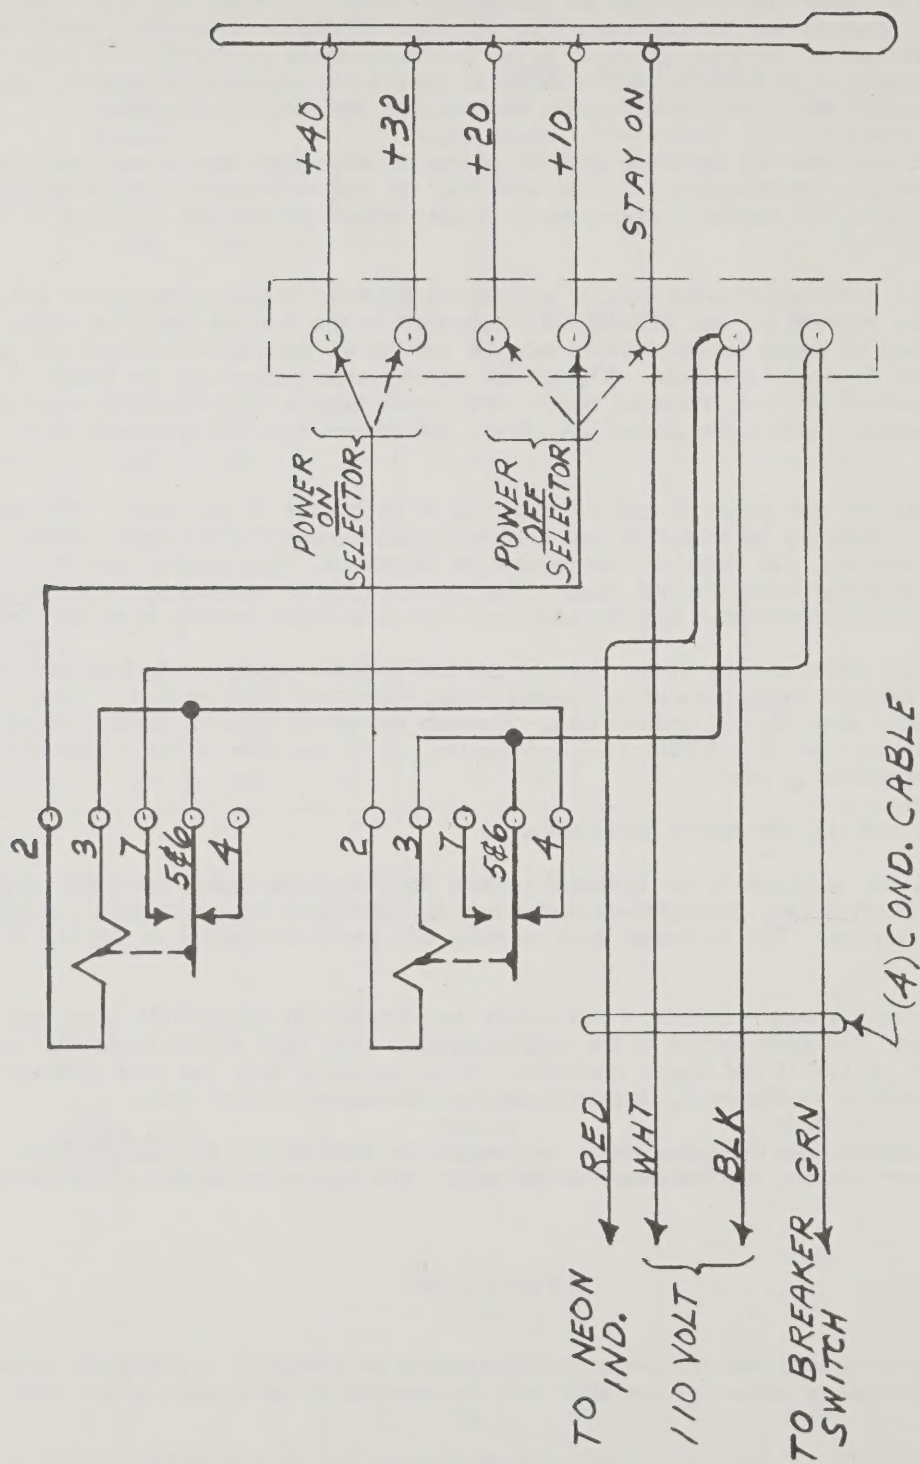 +40
+32
+20
+10
STAY ON
POWER
ON
SELECTOR
POWER
OFF
SELECTOR
2
3
7
5&6
4
2
3
7
5&6
4
RED
WHT
BLK
GRN
(4) COND. CABLE
TO NEON
IND.
110 VOLT
TO BREAKER
SWITCH